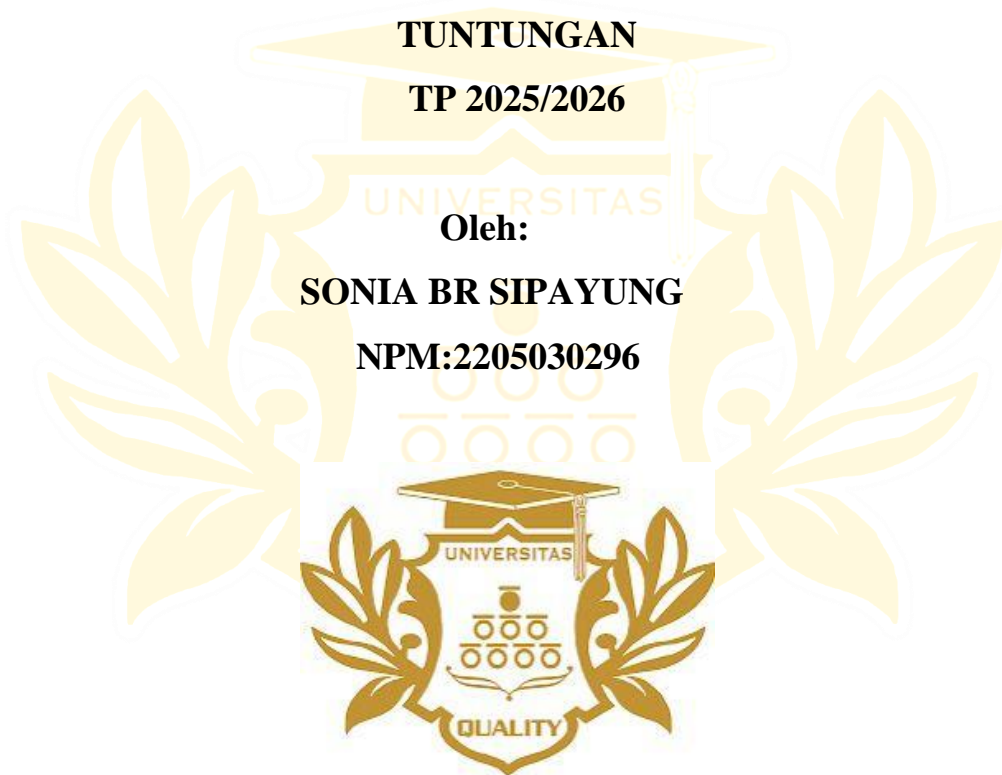 TUNTUNGAN
TP 2025/2026
UNIVERSITAS
Oleh:
SONIA BR SIPAYUNG
NPM:2205030296
UNIVERSITAS
QUALITY